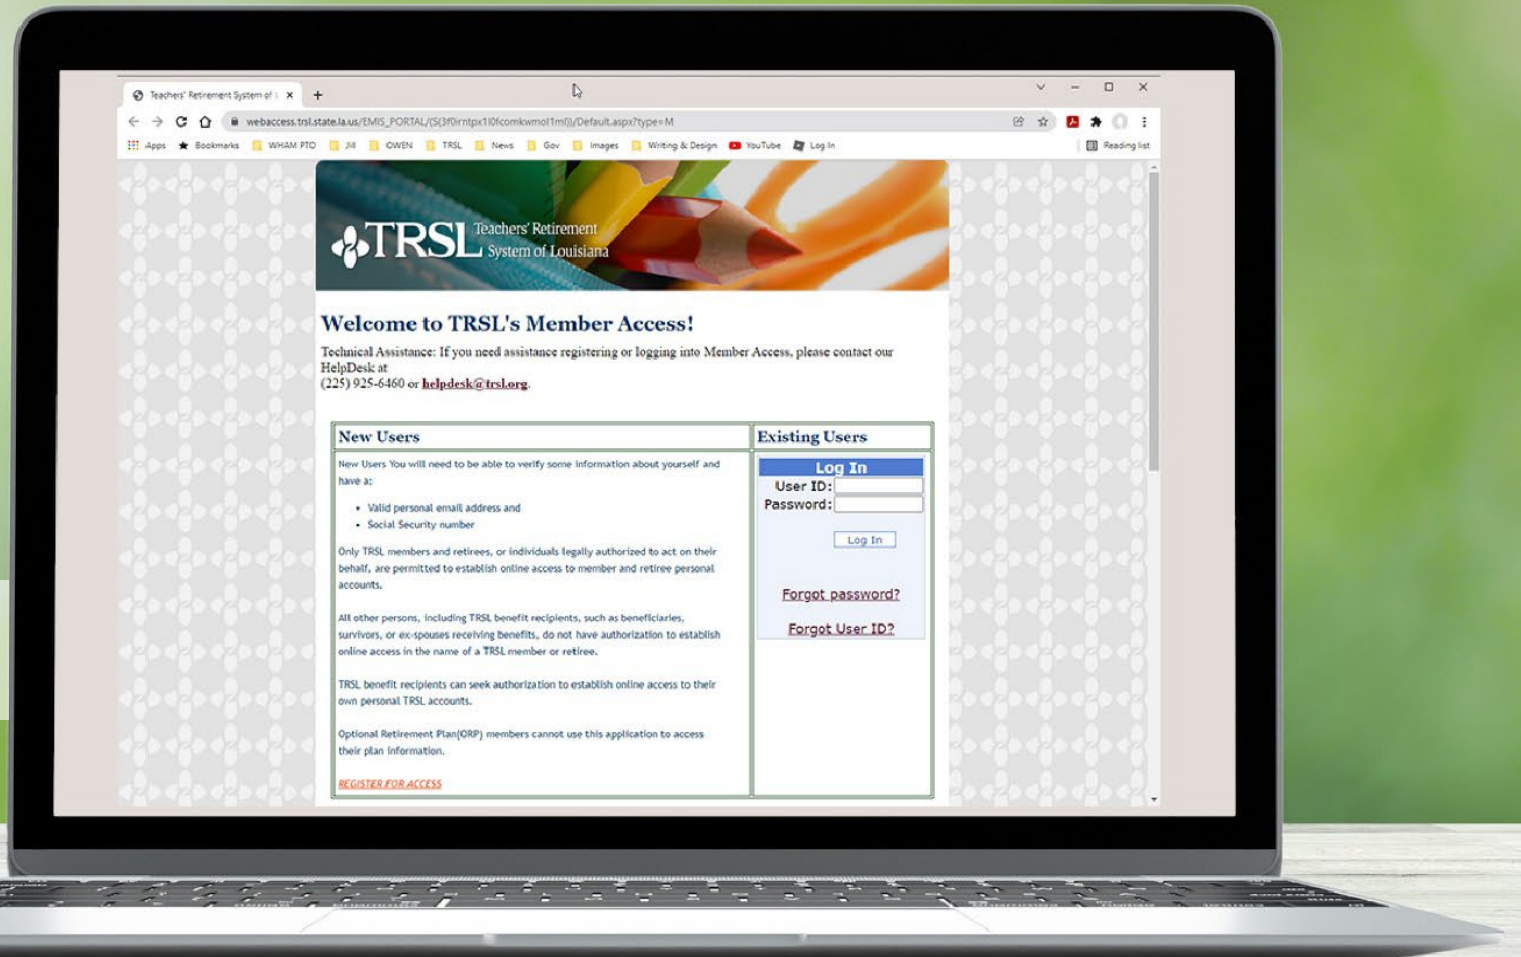 Teachers' Retirement System of L
webaccess.trsl.state.la.us/EMIS_PORTAL/(S(3f0irntpx1l0fcomkwmol1ml))/Default.aspx?type=M
Apps Bookmarks WHAM PTO Jill OWEN TRSL News Gov Images Writing & Design YouTube Log In Reading list
TRSL Teachers' Retirement
System of Louisiana
Welcome to TRSL's Member Access!
Technical Assistance: If you need assistance registering or logging into Member Access, please contact our
HelpDesk at
(225) 925-6460 or helpdesk@trsl.org.
New Users
New Users You will need to be able to verify some information about yourself and
have a:
• Valid personal email address and
• Social Security number
Only TRSL members and retirees, or individuals legally authorized to act on their
behalf, are permitted to establish online access to member and retiree personal
accounts.
All other persons, including TRSL benefit recipients, such as beneficiaries,
survivors, or ex-spouses receiving benefits, do not have authorization to establish
online access in the name of a TRSL member or retiree.
TRSL benefit recipients can seek authorization to establish online access to their
own personal TRSL accounts.
Optional Retirement Plan(ORP) members cannot use this application to access
their plan information.
REGISTER FOR ACCESS
Existing Users
Log In
User ID:
Password:
Log In
Forgot password?
Forgot User ID?